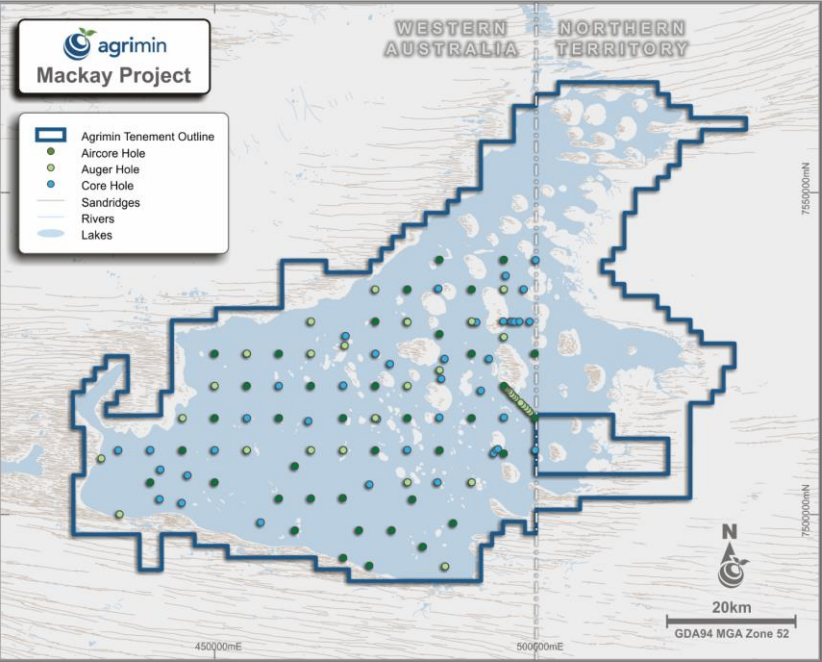 agrimin
Mackay Project
WESTERN
AUSTRALIA
NORTHERN
TERRITORY
Agrimin Tenement Outline
Aircore Hole
Auger Hole
Core Hole
Sandridges
Rivers
Lakes
7550000mN
7500000mN
N
20km
GDA94 MGA Zone 52
450000mE
500000mE